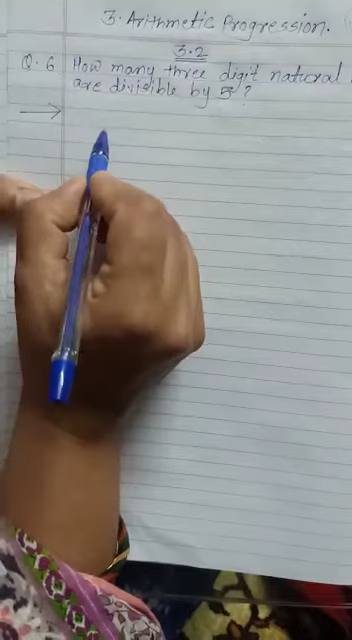 3. Arithmetic Progression.
3.2
Q. 6 How many three digit natural
are divisible by 5?